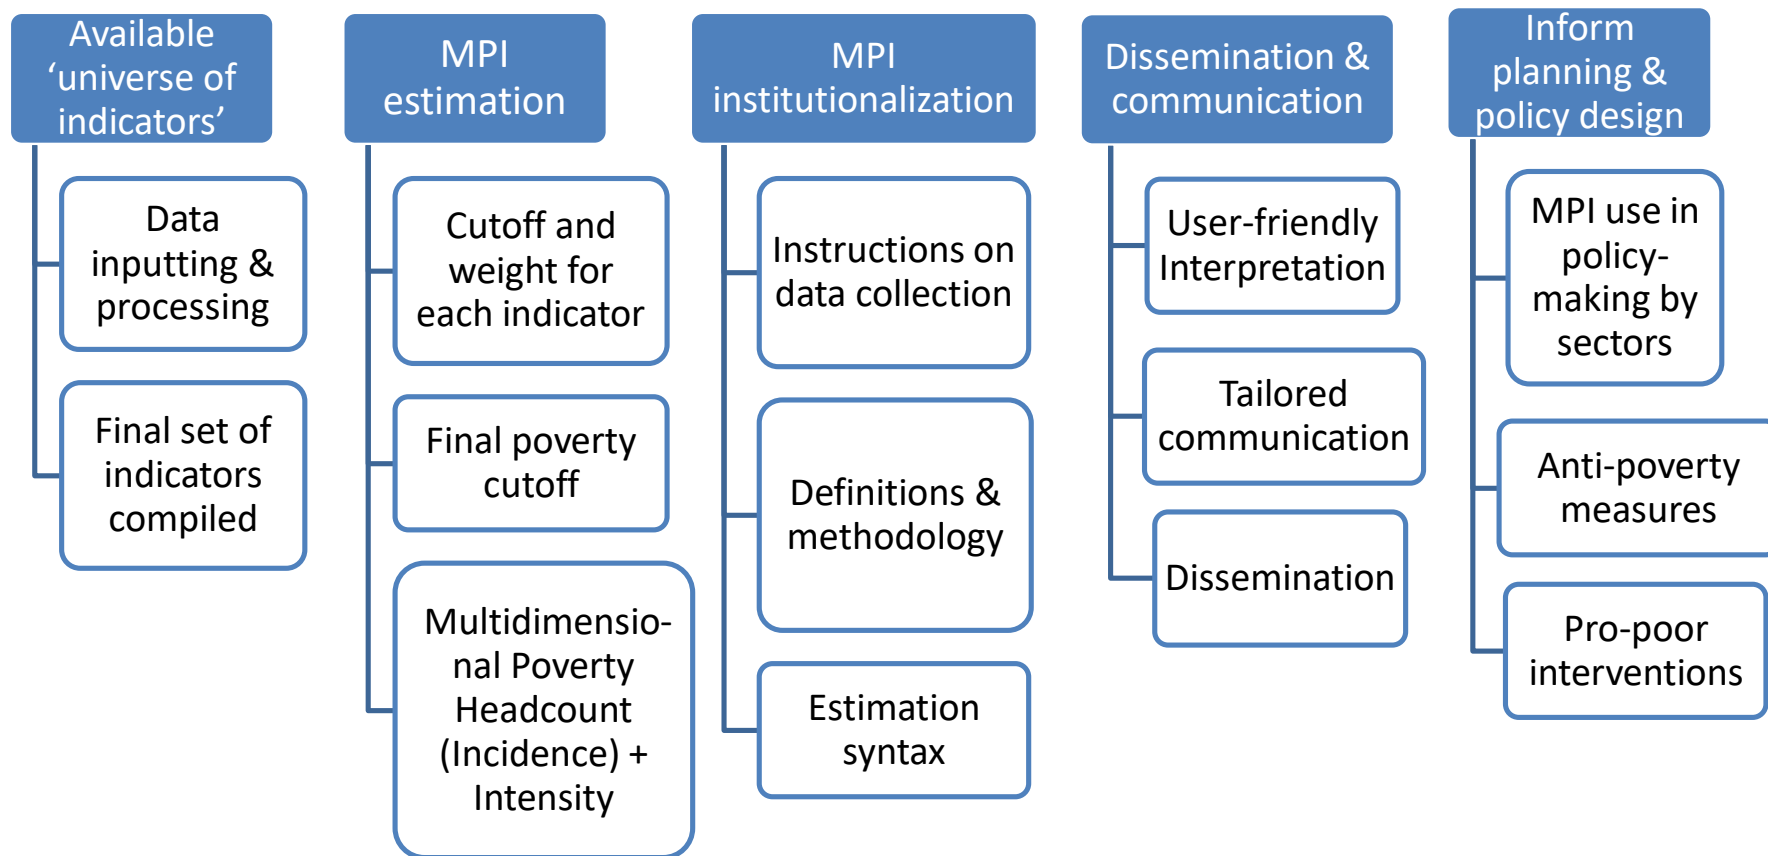 Available
‘universe of
indicators’
Data
inputting &
processing
Final set of
indicators
compiled
MPI
estimation
Cutoff and
weight for
each indicator
Final poverty
cutoff
Multidimensio-
nal Poverty
Headcount
(Incidence) +
Intensity
MPI
institutionalization
Instructions on
data collection
Definitions &
methodology
Estimation
syntax
Dissemination &
communication
User-friendly
Interpretation
Tailored
communication
Dissemination
Inform
planning &
policy design
MPI use in
policy-
making by
sectors
Anti-poverty
measures
Pro-poor
interventions